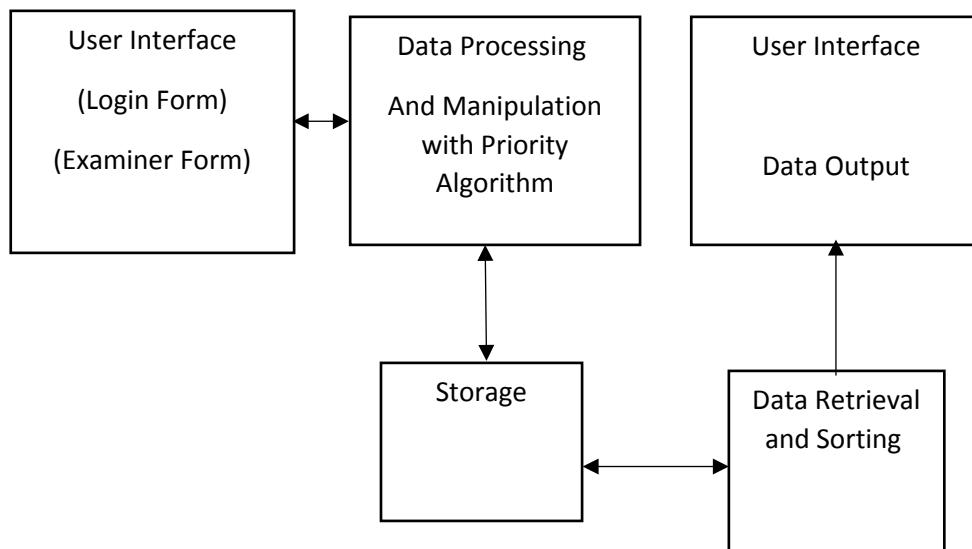 User Interface
(Login Form)
(Examiner Form)
Data Processing
And Manipulation
with Priority
Algorithm
User Interface
Data Output
Storage
Data Retrieval
and Sorting